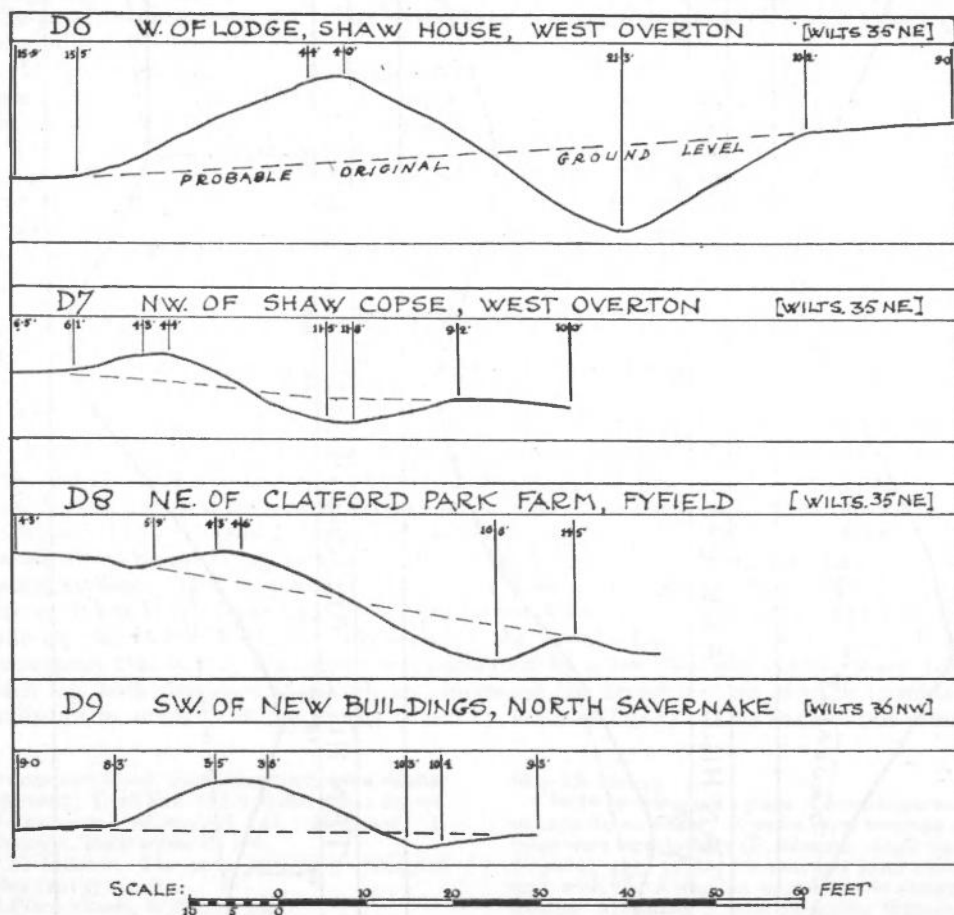 D6 W. OF LODGE, SHAW HOUSE, WEST OVERTON [WILTS 35 NE]
15·9' 15·5' 4·4' 4·0' 21·3' 10·2' 9·0
PROBABLE ORIGINAL GROUND LEVEL
D7 NW. OF SHAW COPSE, WEST OVERTON [WILTS. 35 NE]
6·5' 6·1' 4·3' 4·4' 11·5' 11·8' 9·2' 10·0'
D8 NE. OF CLATFORD PARK FARM, FYFIELD [WILTS. 35 NE]
4·3' 5·9' 4·3' 4·6' 14·5'
D9 SW. OF NEW BUILDINGS, NORTH SAVERNAKE [WILTS 36 NW]
9·0 8·3' 3·6' 10·3' 10·1 9·3'
SCALE: 10 5 0 10 20 30 40 50 60 FEET